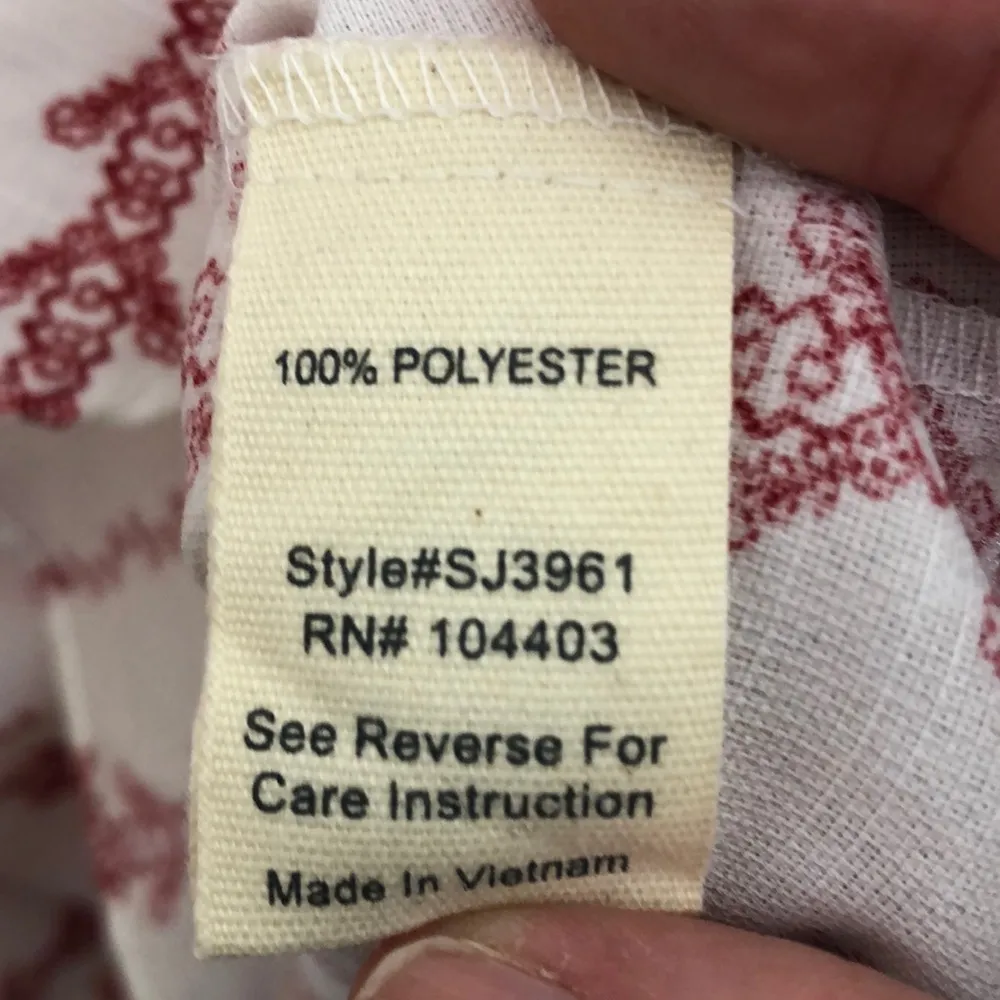 100% POLYESTER
Style#SJ3961
RN# 104403
See Reverse For
Care Instruction
Made In Vietnam